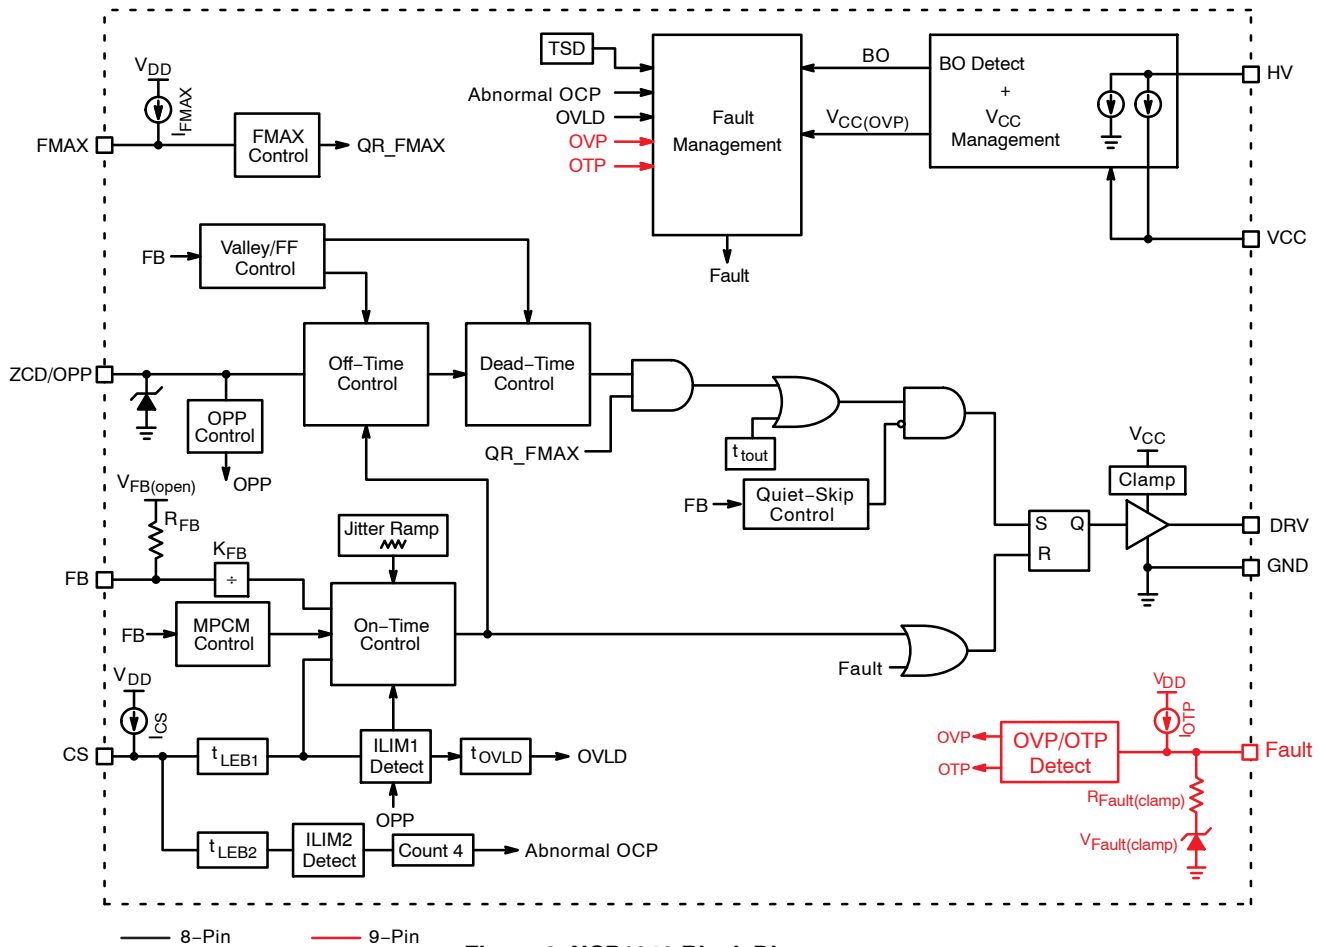 TSD
VDD
IFMAX
FMAX
FMAX Control
QR_FMAX
Abnormal OCP
OVLD
OVP
OTP
Fault Management
Fault
BO
VCC(OVP)
BO Detect
+
VCC
Management
HV
VCC
FB
Valley/FF Control
ZCD/OPP
Off−Time Control
Dead−Time Control
OPP Control
OPP
QR_FMAX
ttout
FB
Quiet−Skip Control
VCC
Clamp
S
Q
R
DRV
GND
VFB(open)
RFB
KFB
FB
÷
Jitter Ramp
On−Time Control
FB
MPCM Control
Fault
VDD
ICS
CS
tLEB1
ILIM1 Detect
tOVLD
OVLD
OPP
tLEB2
ILIM2 Detect
Count 4
Abnormal OCP
VDD
IOTP
OVP
OTP
OVP/OTP Detect
Fault
RFault(clamp)
VFault(clamp)
8−Pin
9−Pin